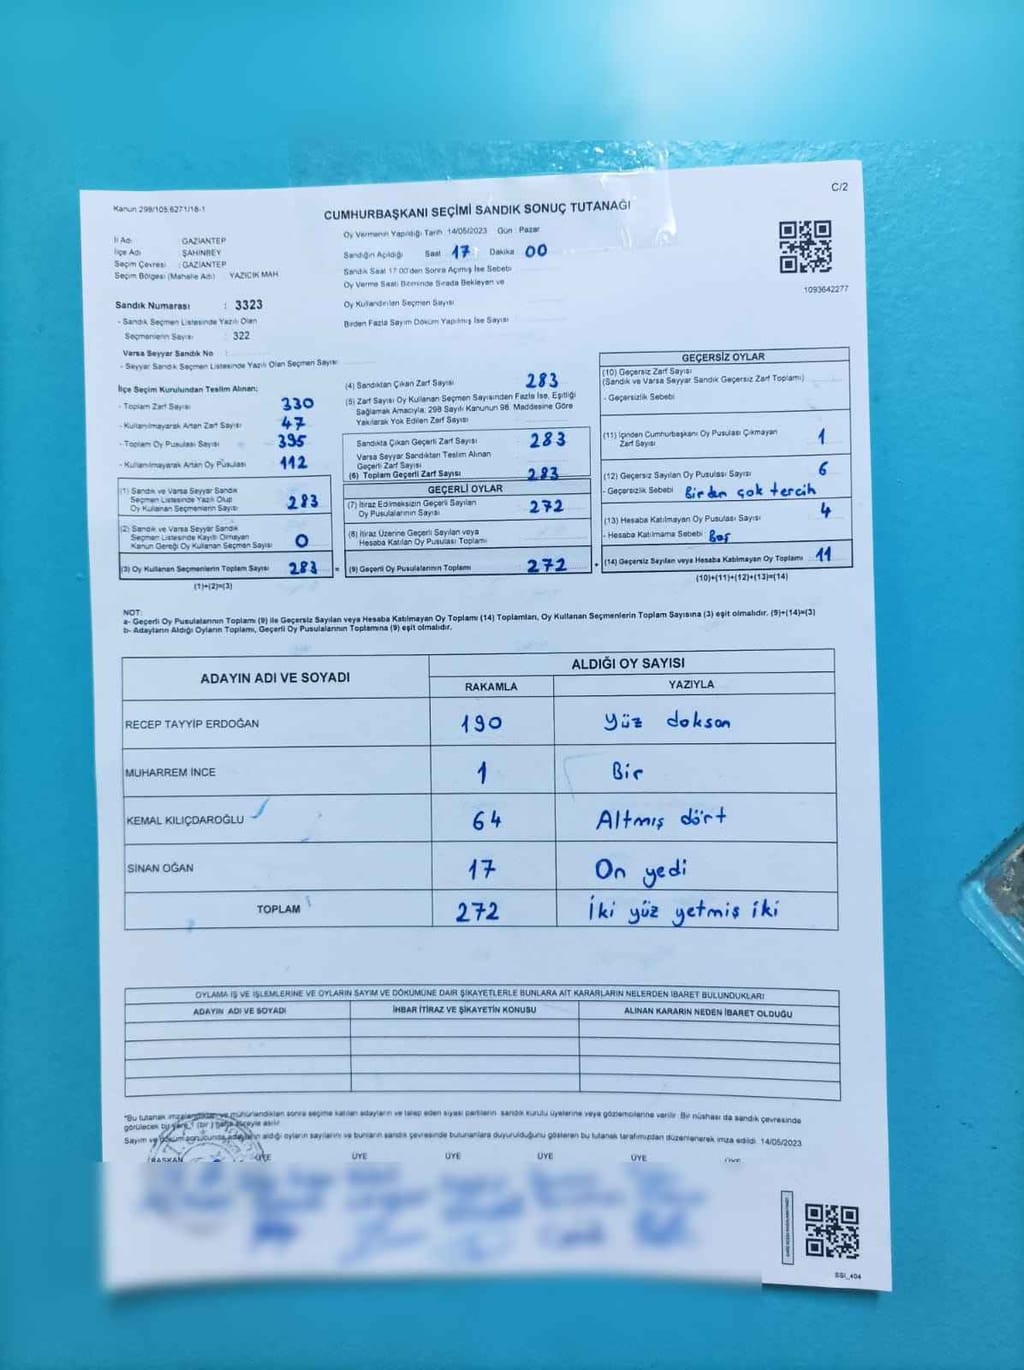 C/2
Kanun 298/105.6271/18-1
CUMHURBAŞKANI SEÇİMİ SANDIK SONUÇ TUTANAĞI
Oy Vermenin Yapıldığı Tarih :14/05/2023 Gün : Pazar
İl Adı GAZİANTEP
İlçe Adı ŞAHİNBEY
Seçim Çevresi : GAZİANTEP
Seçim Bölgesi (Mahalle Adı) YAZICIK MAH
Sandığın Açıldığı Saat 17 Dakika 00
Sandık Saat 17.00'den Sonra Açılmış İse Sebebi
Oy Verme Saati Bitiminde Sırada Bekleyen ve
Oy Kullandırılan Seçmen Sayısı
Birden Fazla Sayım Döküm Yapılmış İse Sayısı
1093642277
Sandık Numarası : 3323
- Sandık Seçmen Listesinde Yazılı Olan
Seçmenlerin Sayısı : 322
Varsa Seyyar Sandık No :
- Seyyar Sandık Seçmen Listesinde Yazılı Olan Seçmen Sayısı
İlçe Seçim Kurulundan Teslim Alınan;
- Toplam Zarf Sayısı 330
- Kullanılmayarak Artan Zarf Sayısı 47
- Toplam Oy Pusulası Sayısı 395
- Kullanılmayarak Artan Oy Pusulası 112
(1) Sandık ve Varsa Seyyar Sandık
Seçmen Listesinde Yazılı Olup
Oy Kullanan Seçmenlerin Sayısı 283
(2) Sandık ve Varsa Seyyar Sandık
Seçmen Listesinde Kayıtlı Olmayan
Kanun Gereği Oy Kullanan Seçmen Sayısı 0
(3) Oy Kullanan Seçmenlerin Toplam Sayısı 283 =
(1)+(2)=(3)
(4) Sandıktan Çıkan Zarf Sayısı 283
(5) Zarf Sayısı Oy Kullanan Seçmen Sayısından Fazla İse, Eşitliği
Sağlamak Amacıyla, 298 Sayılı Kanunun 98. Maddesine Göre
Yakılarak Yok Edilen Zarf Sayısı
Sandıkta Çıkan Geçerli Zarf Sayısı 283
Varsa Seyyar Sandıktan Teslim Alınan
Geçerli Zarf Sayısı
(6) Toplam Geçerli Zarf Sayısı 283
GEÇERLİ OYLAR
(7) İtiraz Edilmeksizin Geçerli Sayılan
Oy Pusulalarının Sayısı 272
(8) İtiraz Üzerine Geçerli Sayılan veya
Hesaba Katılan Oy Pusulası Toplamı
(9) Geçerli Oy Pusulalarının Toplamı 272 +
GEÇERSİZ OYLAR
(10) Geçersiz Zarf Sayısı
(Sandık ve Varsa Seyyar Sandık Geçersiz Zarf Toplamı)
- Geçersizlik Sebebi
(11) İçinden Cumhurbaşkanı Oy Pusulası Çıkmayan
Zarf Sayısı 1
(12) Geçersiz Sayılan Oy Pusulası Sayısı 6
- Geçersizlik Sebebi Birden çok tercih
(13) Hesaba Katılmayan Oy Pusulası Sayısı 4
- Hesaba Katılmama Sebebi Boş
(14) Geçersiz Sayılan veya Hesaba Katılmayan Oy Toplamı 11
(10)+(11)+(12)+(13)=(14)
NOT:
a- Geçerli Oy Pusulalarının Toplamı (9) ile Geçersiz Sayılan veya Hesaba Katılmayan Oy Toplamı (14) Toplamları, Oy Kullanan Seçmenlerin Toplam Sayısına (3) eşit olmalıdır. (9)+(14)=(3)
b- Adayların Aldığı Oyların Toplamı, Geçerli Oy Pusulalarının Toplamına (9) eşit olmalıdır.
ADAYIN ADI VE SOYADI
ALDIĞI OY SAYISI
RAKAMLA YAZIYLA
RECEP TAYYİP ERDOĞAN 190 Yüz doksan
MUHARREM İNCE 1 Bir
KEMAL KILIÇDAROĞLU 64 Altmış dört
SİNAN OĞAN 17 On yedi
TOPLAM 272 İki yüz yetmiş iki
OYLAMA İŞ VE İŞLEMLERİNE VE OYLARIN SAYIM VE DÖKÜMÜNE DAİR ŞİKAYETLERLE BUNLARA AİT KARARLARIN NELERDEN İBARET BULUNDUKLARI
ADAYIN ADI VE SOYADI İHBAR İTİRAZ VE ŞİKAYETİN KONUSU ALINAN KARARIN NEDEN İBARET OLDUĞU
*Bu tutanak imzalandıktan ve mühürlendikten sonra seçime katılan adayların ve talep eden siyasi partilerin sandık kurulu üyelerine veya gözlemcilerine verilir. Bir nüshası da sandık çevresinde
görülecek bir yere 1 (bir) hafta süreyle asılır.
Sayım ve döküm sonucunda adayların aldığı oyların sayılarını ve bunların sandık çevresinde bulunanlara duyurulduğunu gösteren bu tutanak tarafımızdan düzenlenerek imza edildi. 14/05/2023
BAŞKAN ÜYE ÜYE ÜYE ÜYE ÜYE ÜYE
SSI_404